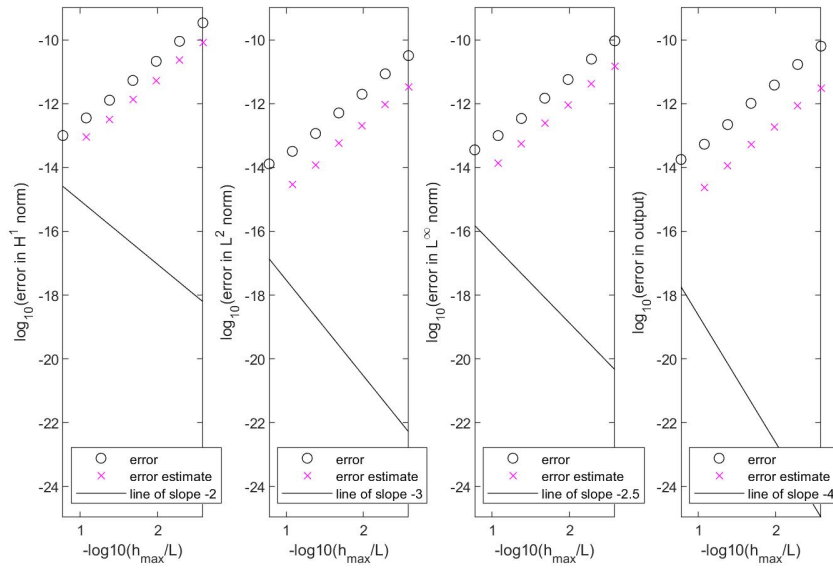 -10
-12
-14
-16
-18
-20
-22
-24
log₁₀(error in H¹ norm)
error
error estimate
line of slope -2
1 2
-log10(hₘₐₓ/L)
-10
-12
-14
-16
-18
-20
-22
-24
log₁₀(error in L² norm)
error
error estimate
line of slope -3
1 2
-log10(hₘₐₓ/L)
-10
-12
-14
-16
-18
-20
-22
-24
log₁₀(error in L^∞ norm)
error
error estimate
line of slope -2.5
1 2
-log10(hₘₐₓ/L)
-10
-12
-14
-16
-18
-20
-22
-24
log₁₀(error in output)
error
error estimate
line of slope -4
1 2
-log10(hₘₐₓ/L)